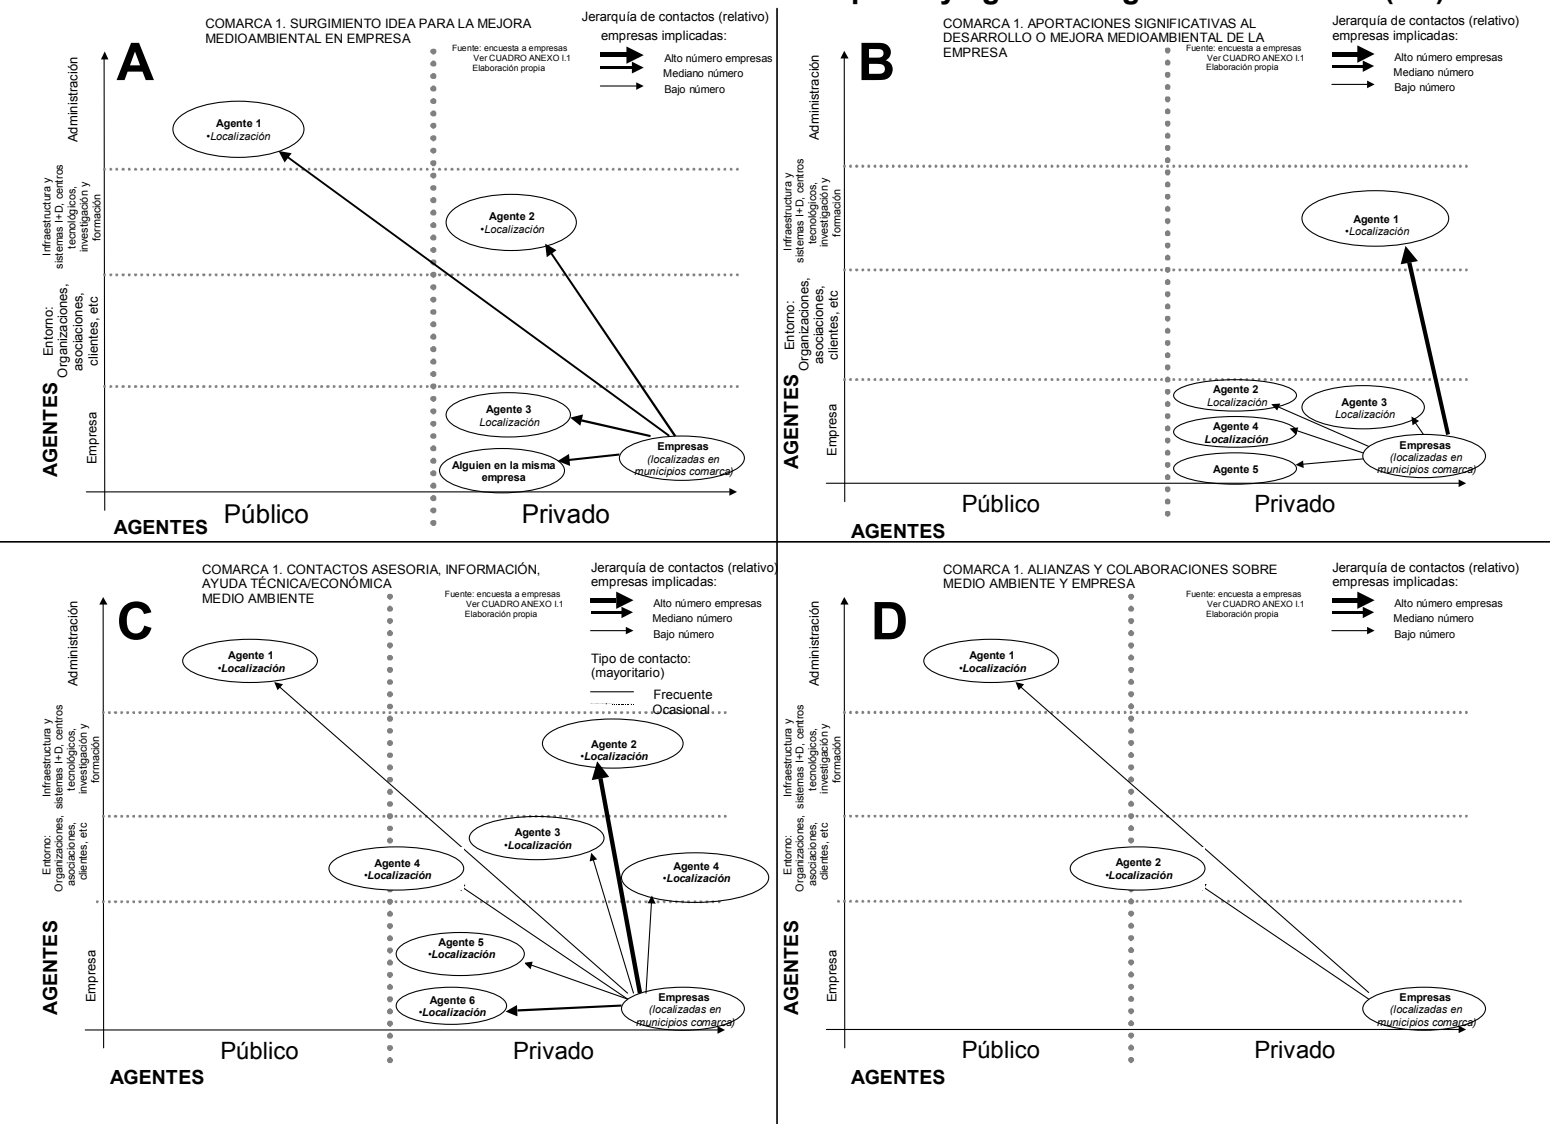 COMARCA 1. SURGIMIENTO IDEA PARA LA MEJORA
MEDIOAMBIENTAL EN EMPRESA
Jerarquía de contactos (relativo)
empresas implicadas:
Fuente: encuesta a empresas
Ver CUADRO ANEXO I.1
Elaboración propia
Alto número empresas
Mediano número
Bajo número
A
Administración
Infraestructura y
sistemas I+D, centros
tecnológicos,
investigación y
formación
Entorno:
Organizaciones,
asociaciones,
clientes, etc
Empresa
AGENTES
Agente 1
•Localización
Agente 2
•Localización
Agente 3
Localización
Alguien en la misma
empresa
Empresas
(localizadas en
municipios comarca)
Público
Privado
AGENTES
COMARCA 1. APORTACIONES SIGNIFICATIVAS AL
DESARROLLO O MEJORA MEDIOAMBIENTAL DE LA
EMPRESA
Jerarquía de contactos (relativo)
empresas implicadas:
Fuente: encuesta a empresas
Ver CUADRO ANEXO I.1
Elaboración propia
Alto número empresas
Mediano número
Bajo número
B
Administración
Infraestructura y
sistemas I+D, centros
tecnológicos,
investigación y
formación
Entorno:
Organizaciones,
asociaciones,
clientes, etc
Empresa
AGENTES
Agente 1
•Localización
Agente 2
Localización
Agente 3
Localización
Agente 4
Localización
Agente 5
Empresas
(localizadas en
municipios comarca)
Público
Privado
AGENTES
COMARCA 1. CONTACTOS ASESORIA, INFORMACIÓN,
AYUDA TÉCNICA/ECONÓMICA
MEDIO AMBIENTE
Jerarquía de contactos (relativo)
empresas implicadas:
Fuente: encuesta a empresas
Ver CUADRO ANEXO I.1
Elaboración propia
Alto número empresas
Mediano número
Bajo número
Tipo de contacto:
(mayoritario)
Frecuente
Ocasional
C
Administración
Infraestructura y
sistemas I+D, centros
tecnológicos,
investigación y
formación
Entorno:
Organizaciones,
asociaciones,
clientes, etc
Empresa
AGENTES
Agente 1
•Localización
Agente 2
•Localización
Agente 3
•Localización
Agente 4
•Localización
Agente 4
•Localización
Agente 5
•Localización
Agente 6
•Localización
Empresas
(localizadas en
municipios comarca)
Público
Privado
AGENTES
COMARCA 1. ALIANZAS Y COLABORACIONES SOBRE
MEDIO AMBIENTE Y EMPRESA
Jerarquía de contactos (relativo)
empresas implicadas:
Fuente: encuesta a empresas
Ver CUADRO ANEXO I.1
Elaboración propia
Alto número empresas
Mediano número
Bajo número
D
Administración
Infraestructura y
sistemas I+D, centros
tecnológicos,
investigación y
formación
Entorno:
Organizaciones,
asociaciones,
clientes, etc
Empresa
AGENTES
Agente 1
•Localización
Agente 2
•Localización
Empresas
(localizadas en
municipios comarca)
Público
Privado
AGENTES